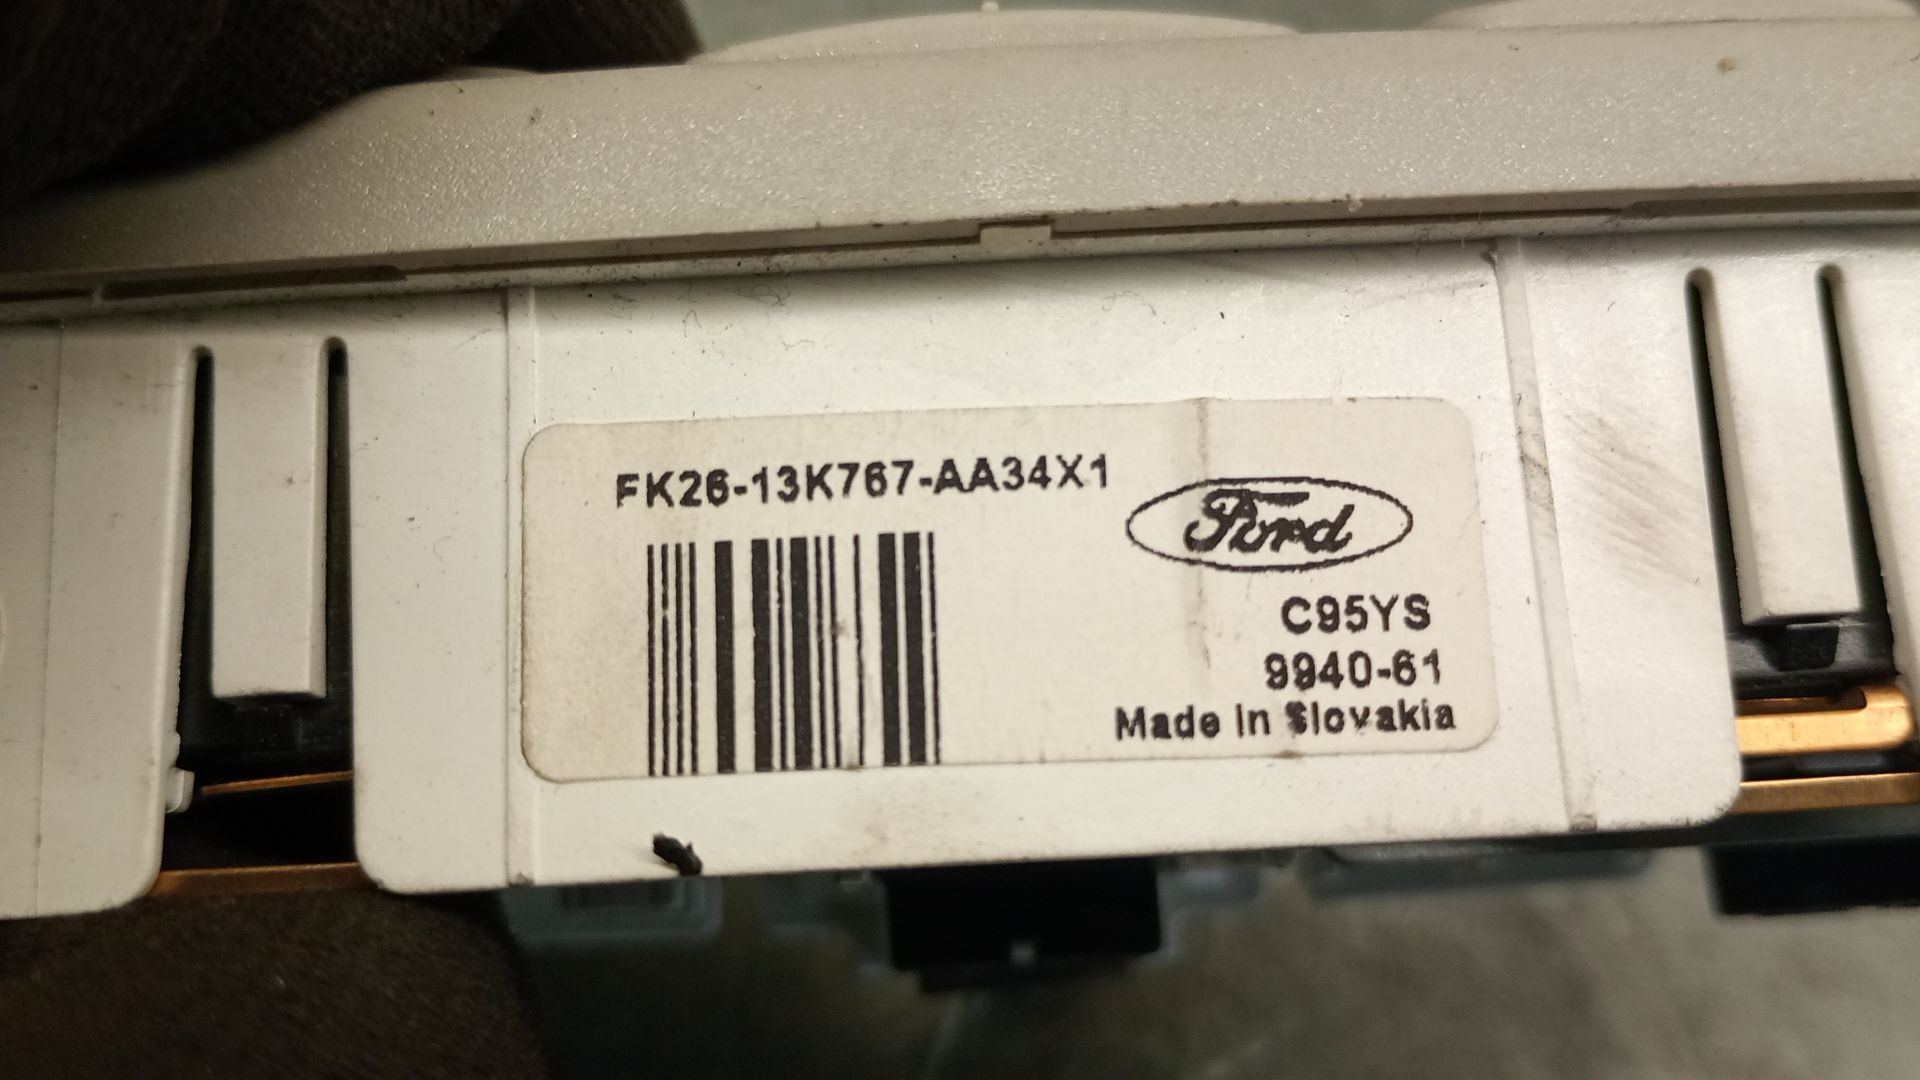 FK26-13K767-AA34X1
Ford
C95YS
9940-61
Made in Slovakia